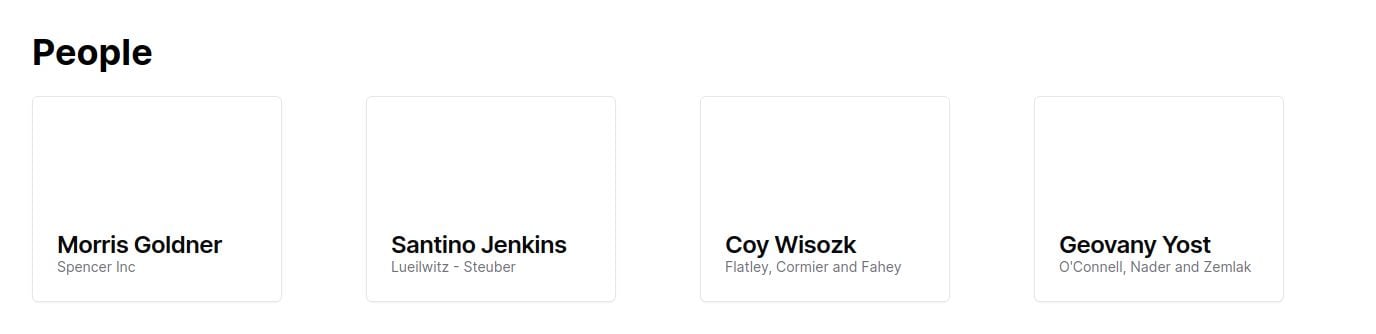 People
Morris Goldner
Spencer Inc
Santino Jenkins
Lueilwitz - Steuber
Coy Wisozk
Flatley, Cormier and Fahey
Geovany Yost
O'Connell, Nader and Zemlak